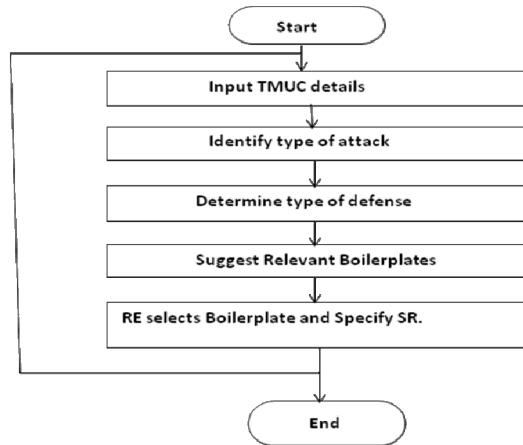 Start
Input TMUC details
Identify type of attack
Determine type of defense
Suggest Relevant Boilerplates
RE selects Boilerplate and Specify SR.
End